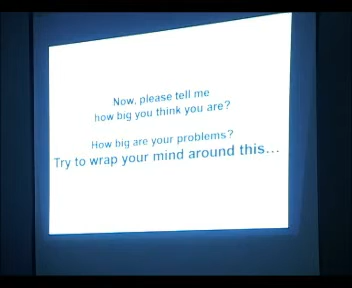 Now, please tell me
how big you think you are?
How big are your problems?
Try to wrap your mind around this...